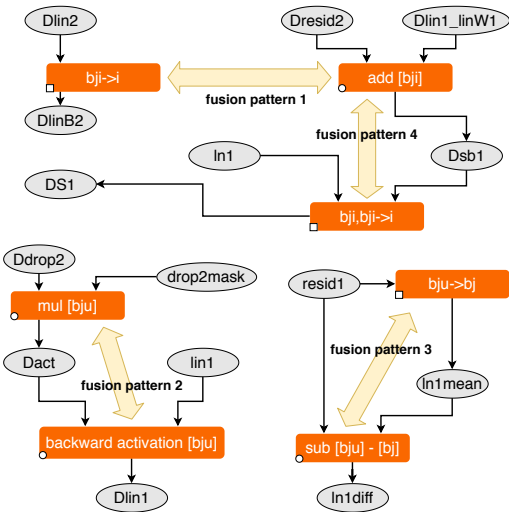 Dlin2
Dresid2
Dlin1_linW1
bji->i
add [bji]
fusion pattern 1
DlinB2
fusion pattern 4
ln1
Dsb1
DS1
bji,bji->i
Ddrop2
drop2mask
resid1
bju->bj
mul [bju]
fusion pattern 3
Dact
lin1
fusion pattern 2
ln1mean
backward activation [bju]
sub [bju] - [bj]
Dlin1
ln1diff